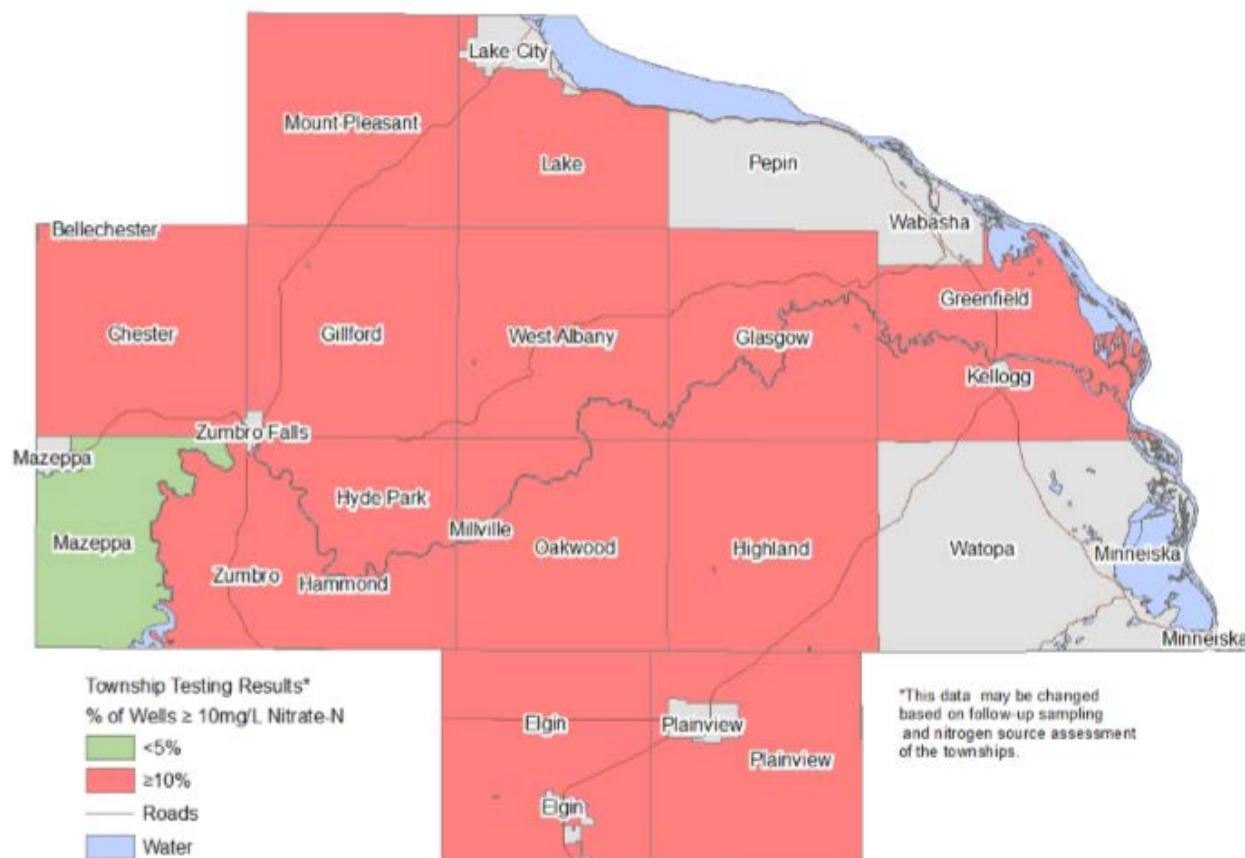 Lake City
Mount Pleasant
Lake
Pepin
Wabasha
Bellechester
Greenfield
Chester
Gillford
West Albany
Glasgow
Kellogg
Zumbro Falls
Mazeppa
Hyde Park
Millville
Mazeppa
Oakwood
Highland
Watopa
Minneiska
Zumbro
Hammond
Minneiska
Township Testing Results*
% of Wells ≥ 10mg/L Nitrate-N
<5%
≥10%
Roads
Water
Elgin
Plainview
Plainview
Elgin
*This data may be changed
based on follow-up sampling
and nitrogen source assessment
of the townships.